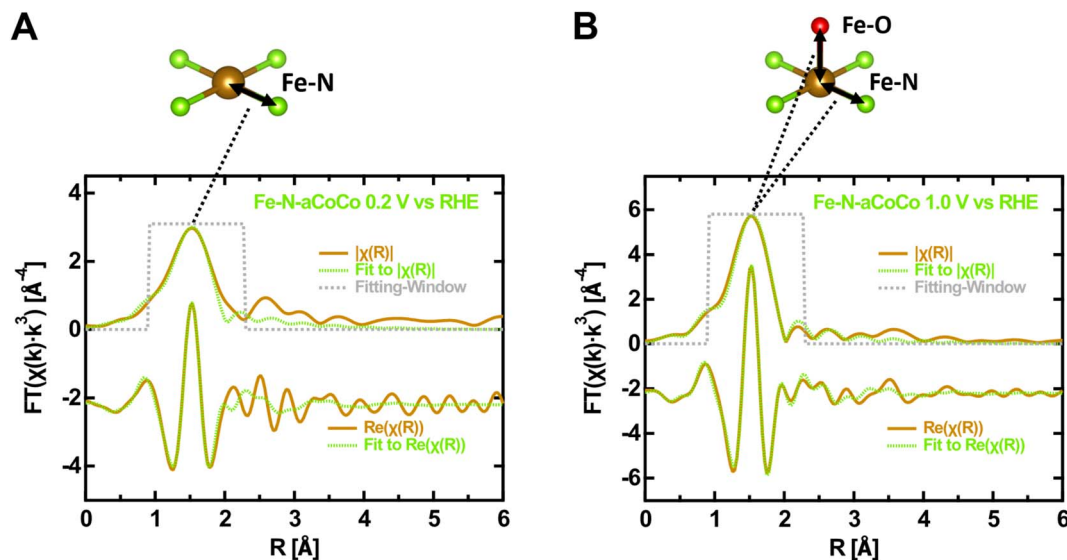 A
Fe-N
Fe-N-aCoCo 0.2 V vs RHE
|χ(R)|
Fit to |χ(R)|
Fitting-Window
Re(χ(R))
Fit to Re(χ(R))
FT(χ(k)·k³) [Å⁻⁴]
4
2
0
-2
-4
0 1 2 3 4 5 6
R [Å]
B
Fe-O
Fe-N
Fe-N-aCoCo 1.0 V vs RHE
|χ(R)|
Fit to |χ(R)|
Fitting-Window
Re(χ(R))
Fit to Re(χ(R))
FT(χ(k)·k³) [Å⁻⁴]
6
4
2
0
-2
-4
-6
0 1 2 3 4 5 6
R [Å]